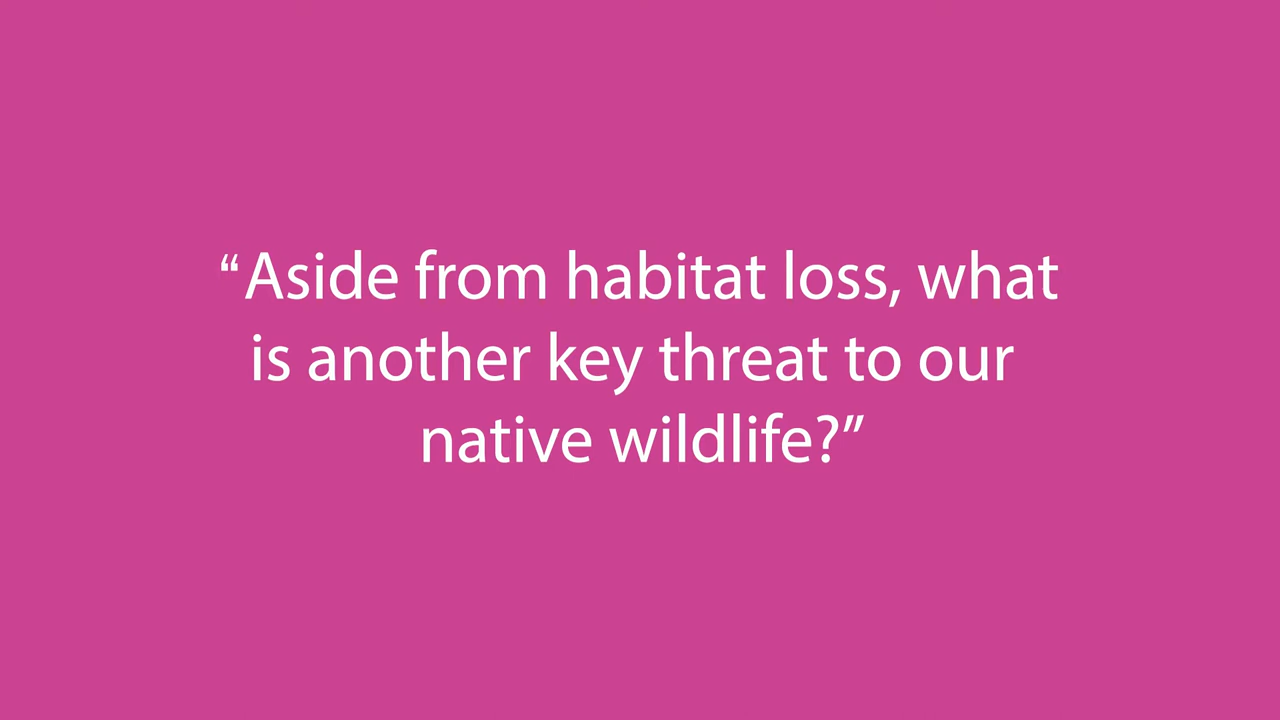 “Aside from habitat loss, what
is another key threat to our
native wildlife?”